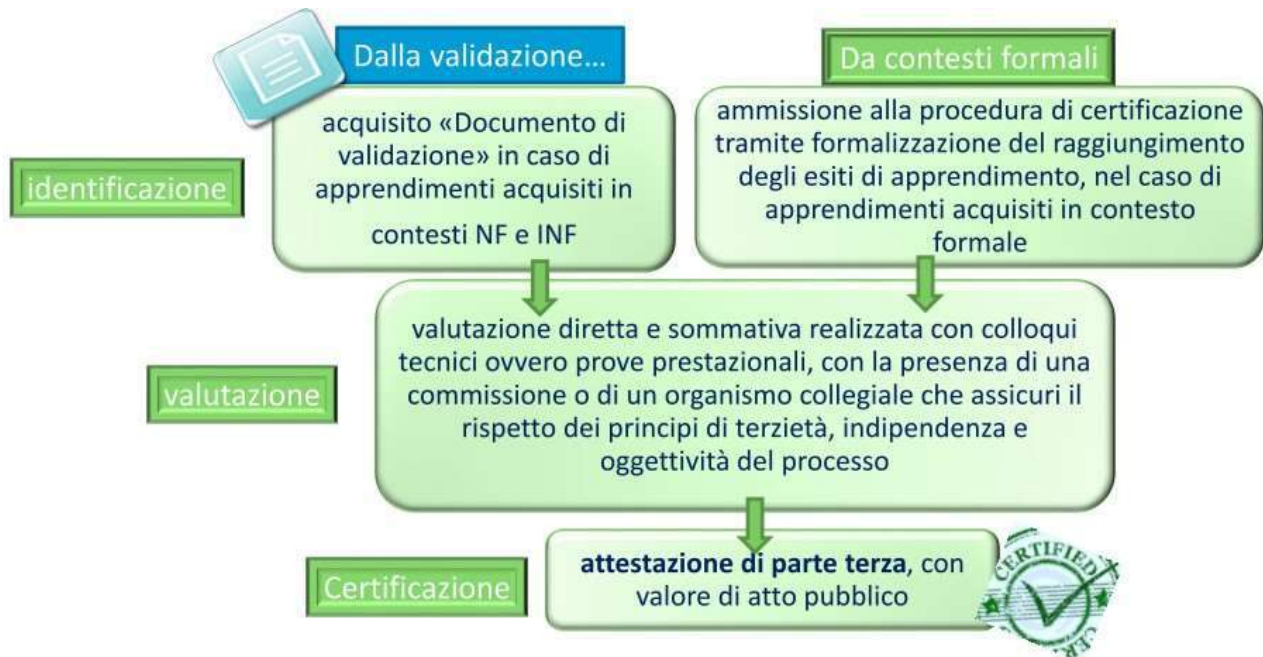 Dalla validazione...
Da contesti formali
identificazione
acquisito «Documento di
validazione» in caso di
apprendimenti acquisiti in
contesti NF e INF
ammissione alla procedura di certificazione
tramite formalizzazione del raggiungimento
degli esiti di apprendimento, nel caso di
apprendimenti acquisiti in contesto
formale
valutazione
valutazione diretta e sommativa realizzata con colloqui
tecnici ovvero prove prestazionali, con la presenza di una
commissione o di un organismo collegiale che assicuri il
rispetto dei principi di terzietà, indipendenza e
oggettività del processo
Certificazione
attestazione di parte terza, con
valore di atto pubblico
CERTIFIED
CER